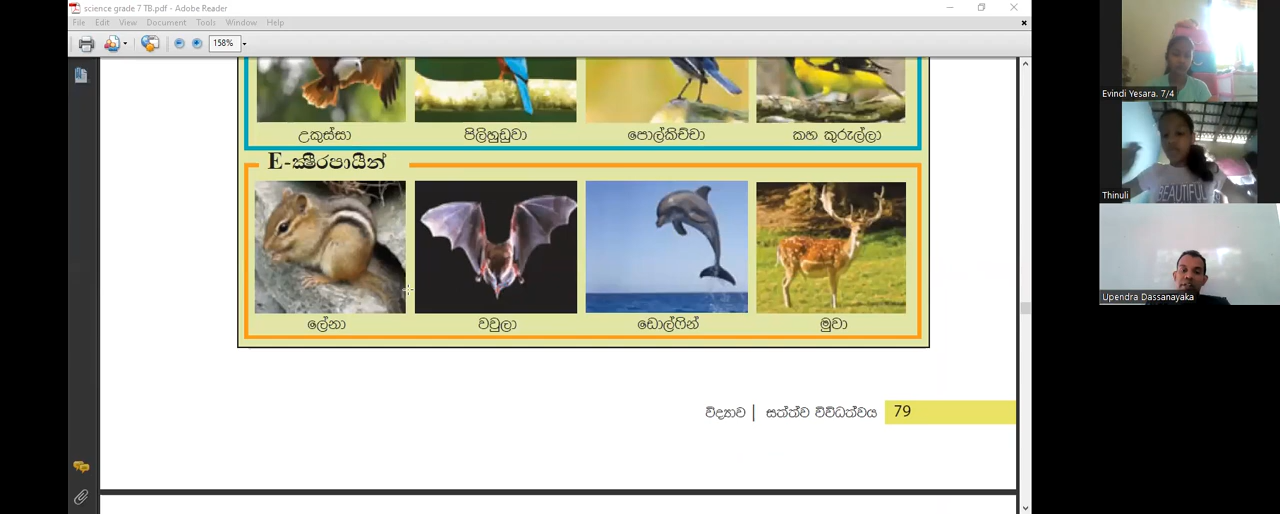 science grade 7 TB.pdf - Adobe Reader
File Edit View Document Tools Window Help
158%
උකුස්සා පිලිහුඩුවා පොල්කිච්චා කහ කුරුල්ලා
E-ක්ෂීරපායීන්
ලේනා වවුලා ඩොල්ෆින් මුවා
විද්‍යාව | සත්ත්ව විවිධත්වය 79
Evindi Yesara. 7/4
Thinuli
BEAUTIFUL
Upendra Dassanayaka